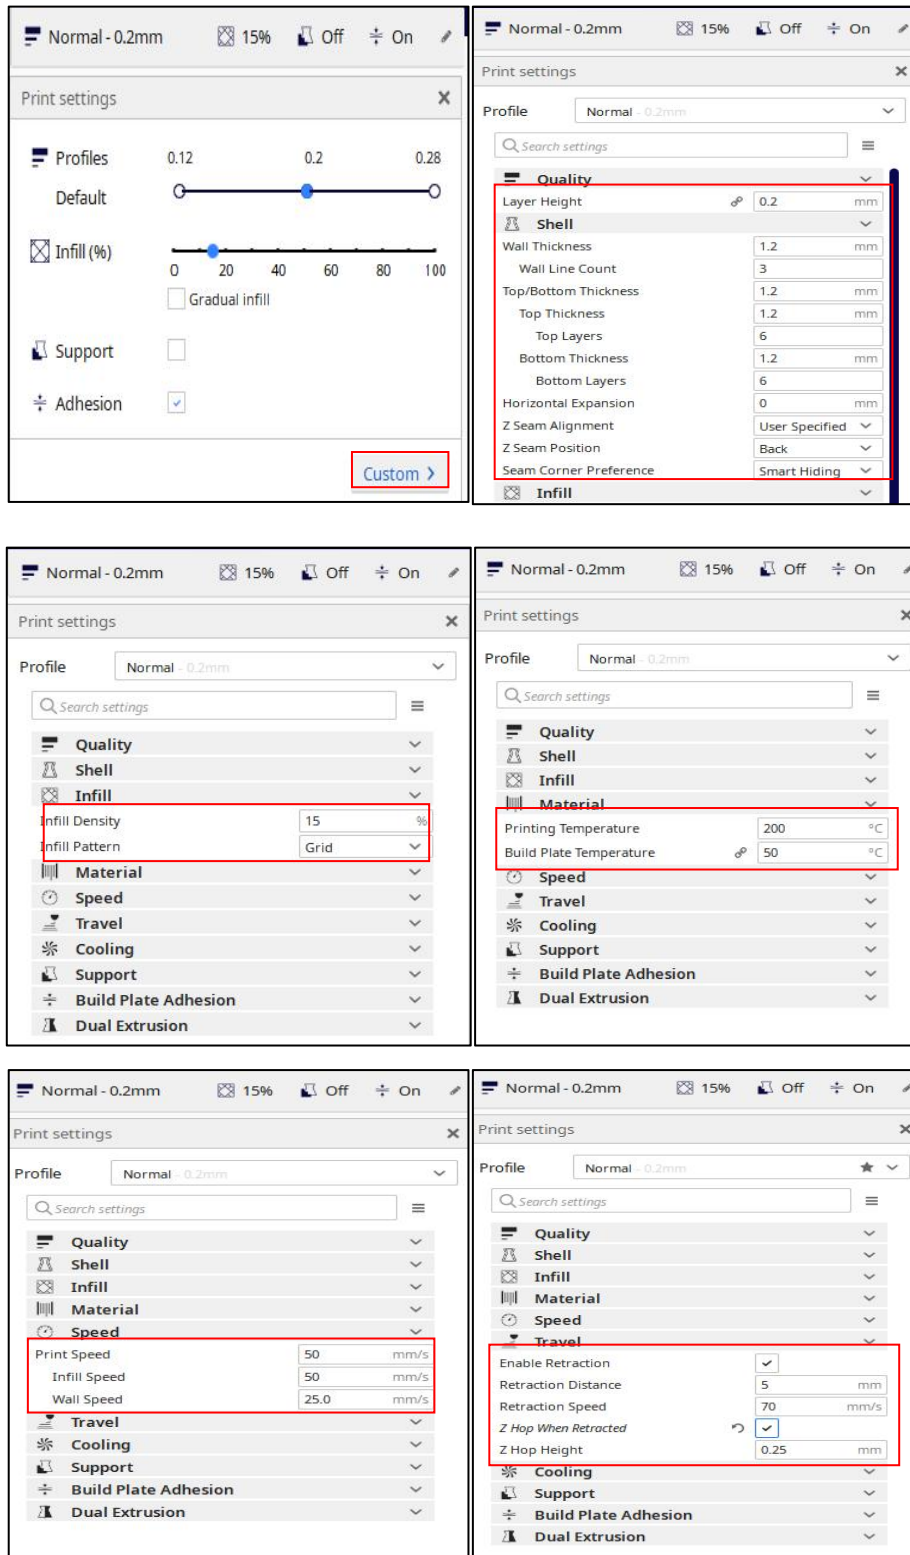 Normal - 0.2mm 15% Off On
Print settings
Profiles 0.12 0.2 0.28
Default
Infill (%)
0 20 40 60 80 100
Gradual infill
Support
Adhesion
Custom
Normal - 0.2mm 15% Off On
Print settings
Profile Normal - 0.2mm
Search settings
Quality
Layer Height 0.2 mm
Shell
Wall Thickness 1.2 mm
Wall Line Count 3
Top/Bottom Thickness 1.2 mm
Top Thickness 1.2 mm
Top Layers 6
Bottom Thickness 1.2 mm
Bottom Layers 6
Horizontal Expansion 0 mm
Z Seam Alignment User Specified
Z Seam Position Back
Seam Corner Preference Smart Hiding
Infill
Normal - 0.2mm 15% Off On
Print settings
Profile Normal - 0.2mm
Search settings
Quality
Shell
Infill
Infill Density 15 %
Infill Pattern Grid
Material
Speed
Travel
Cooling
Support
Build Plate Adhesion
Dual Extrusion
Normal - 0.2mm 15% Off On
Print settings
Profile Normal - 0.2mm
Search settings
Quality
Shell
Infill
Material
Printing Temperature 200 °C
Build Plate Temperature 50 °C
Speed
Travel
Cooling
Support
Build Plate Adhesion
Dual Extrusion
Normal - 0.2mm 15% Off On
Print settings
Profile Normal - 0.2mm
Search settings
Quality
Shell
Infill
Material
Speed
Print Speed 50 mm/s
Infill Speed 50 mm/s
Wall Speed 25.0 mm/s
Travel
Cooling
Support
Build Plate Adhesion
Dual Extrusion
Normal - 0.2mm 15% Off On
Print settings
Profile Normal - 0.2mm
Search settings
Quality
Shell
Infill
Material
Speed
Travel
Enable Retraction
Retraction Distance 5 mm
Retraction Speed 70 mm/s
Z Hop When Retracted
Z Hop Height 0.25 mm
Cooling
Support
Build Plate Adhesion
Dual Extrusion